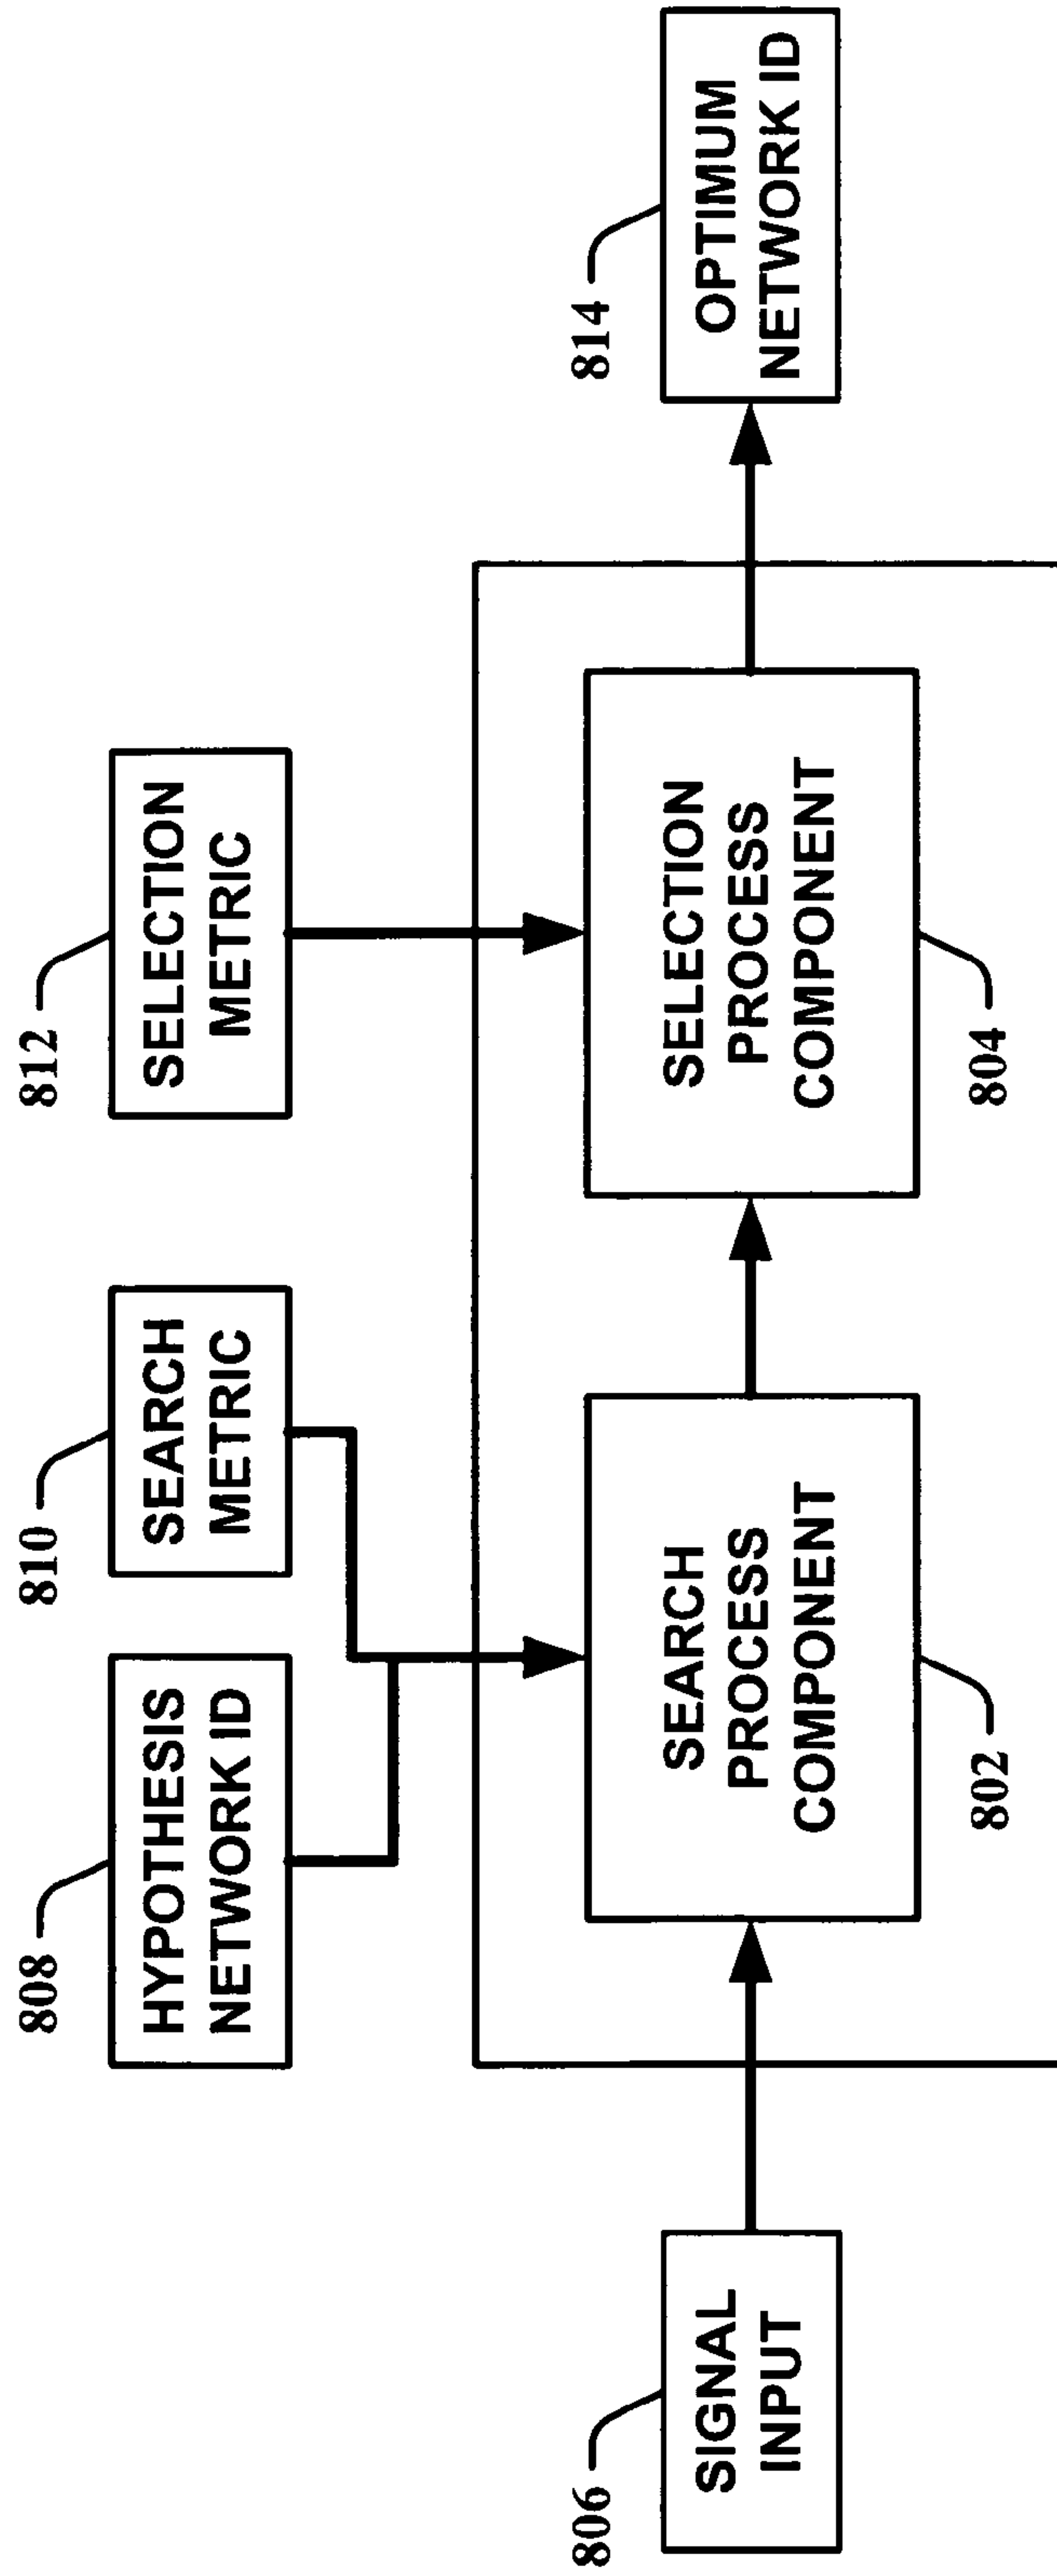 808
HYPOTHESIS
NETWORK ID
810
SEARCH
METRIC
812
SELECTION
METRIC
806
SIGNAL
INPUT
SEARCH
PROCESS
COMPONENT
802
SELECTION
PROCESS
COMPONENT
804
814
OPTIMUM
NETWORK ID